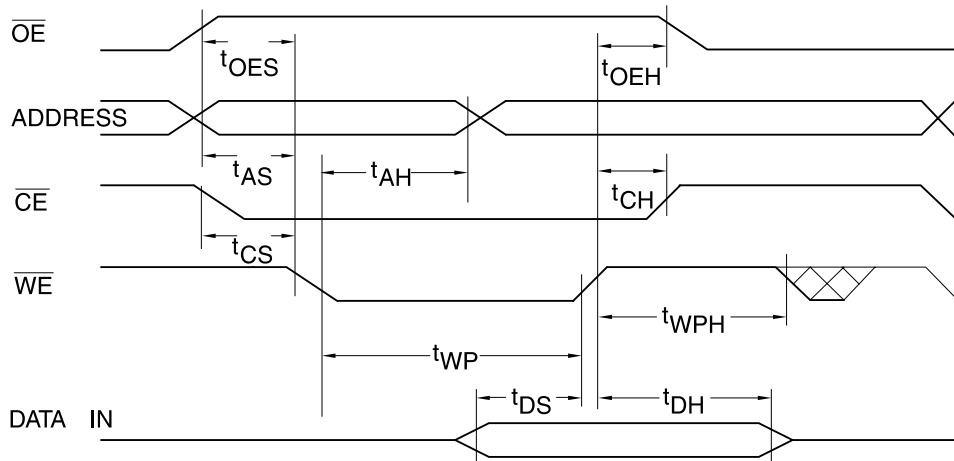 OE
tOES
tOEH
ADDRESS
tAS
tAH
tCH
CE
tCS
WE
tWPH
tWP
tDS
tDH
DATA IN